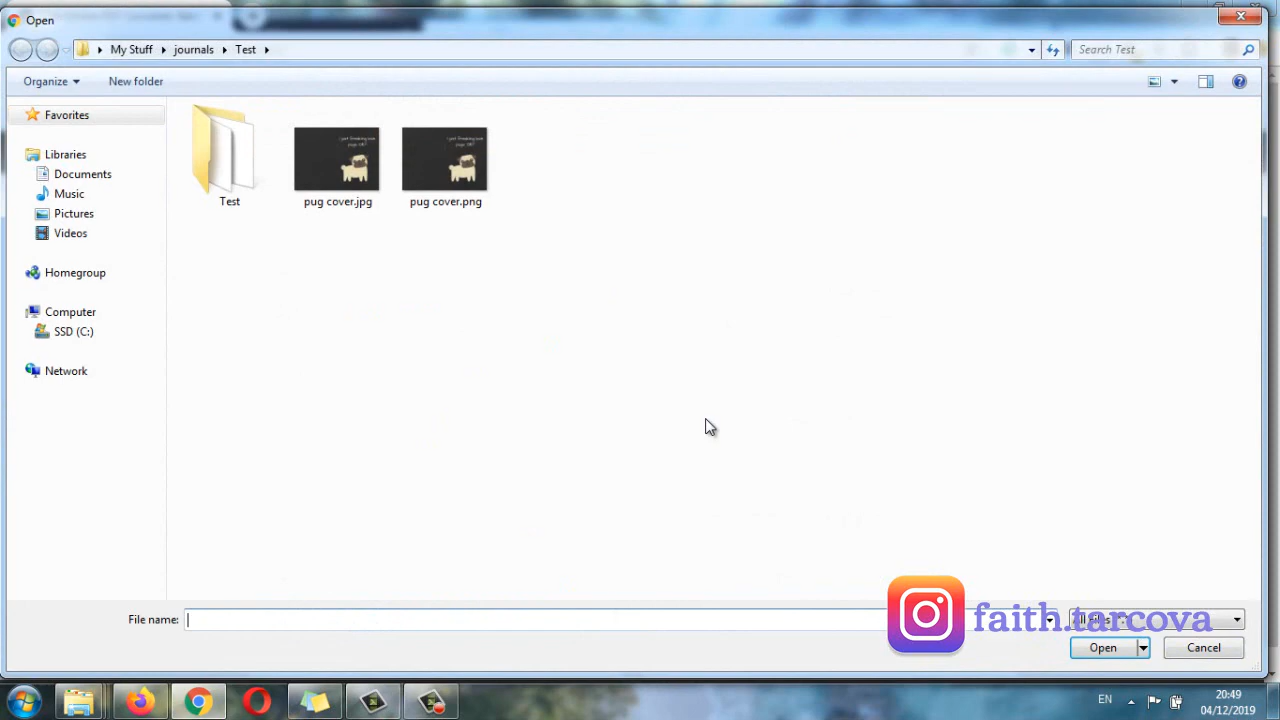 Open
My Stuff journals Test
Search Test
Organize
New folder
Favorites
Libraries
Documents
Music
Pictures
Videos
Homegroup
Computer
SSD (C:)
Network
Test
pug cover.jpg
pug cover.png
File name:
faith.tarcova
Open
Cancel
EN
20:49
04/12/2019